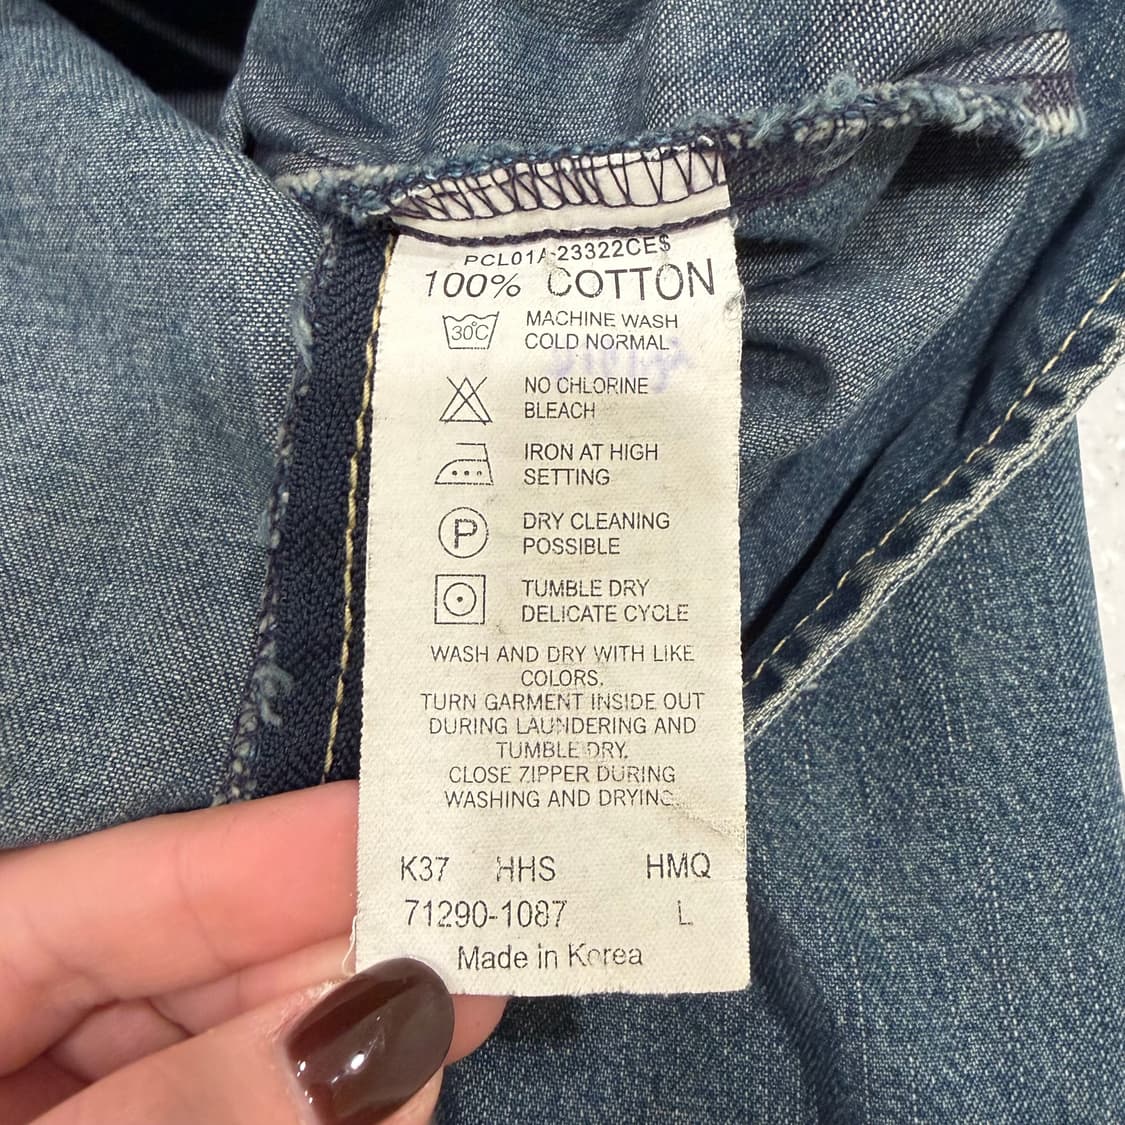 100% COTTON
30°C
MACHINE WASH
COLD NORMAL
NO CHLORINE
BLEACH
IRON AT HIGH
SETTING
P
DRY CLEANING
POSSIBLE
TUMBLE DRY
DELICATE CYCLE
WASH AND DRY WITH LIKE
COLORS.
TURN GARMENT INSIDE OUT
DURING LAUNDERING AND
TUMBLE DRY.
CLOSE ZIPPER DURING
WASHING AND DRYING
K37 HHS HMQ
71290-1087 L
Made in Korea